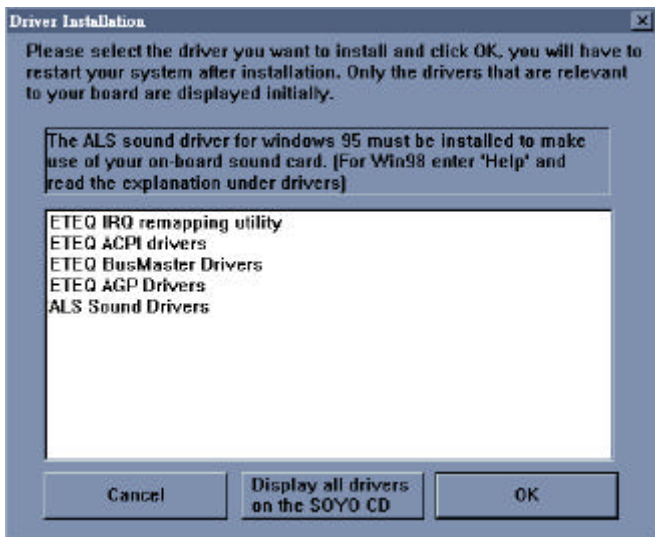 Driver Installation
Please select the driver you want to install and click OK, you will have to
restart your system after installation. Only the drivers that are relevant
to your board are displayed initially.
The ALS sound driver for windows 95 must be installed to make
use of your on-board sound card. (For Win98 enter 'Help' and
read the explanation under drivers)
ETEQ IRQ remapping utility
ETEQ ACPI drivers
ETEQ BusMaster Drivers
ETEQ AGP Drivers
ALS Sound Drivers
Cancel
Display all drivers
on the SOYO CD
OK